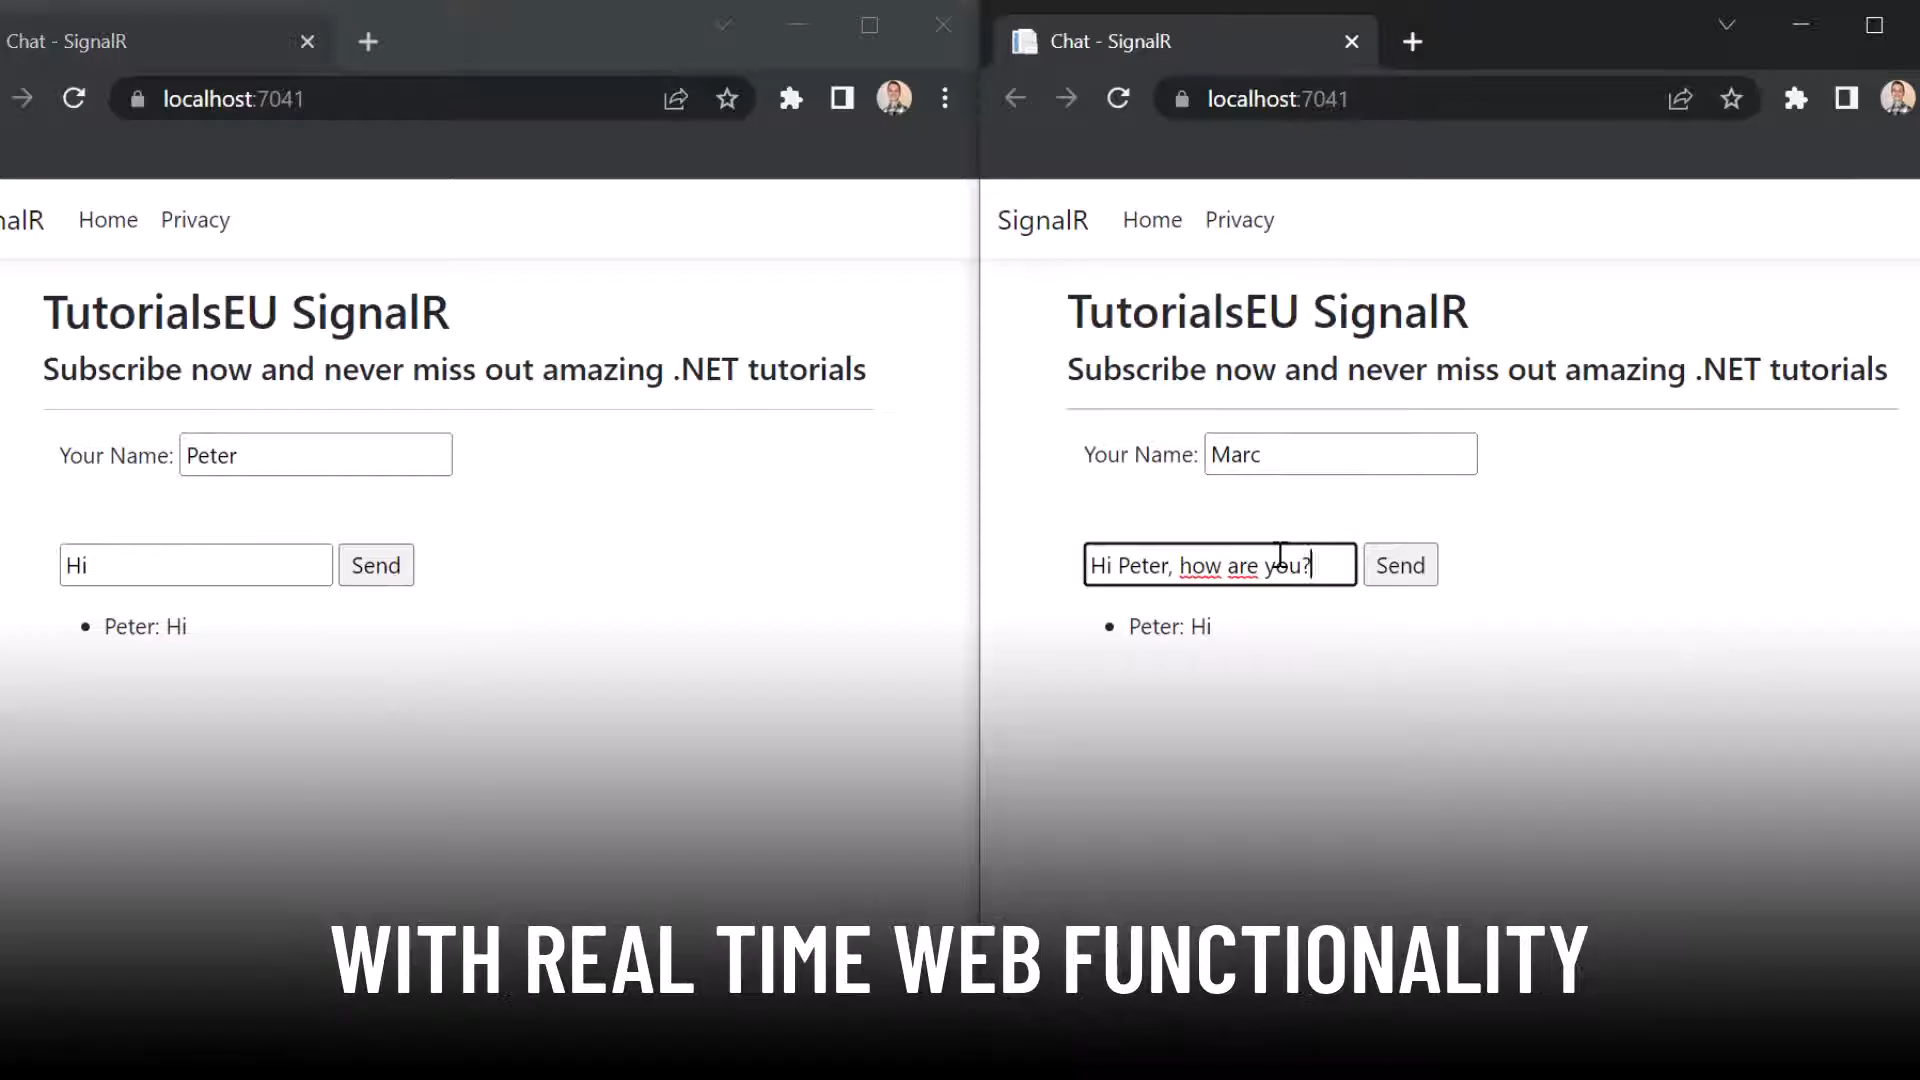 Chat - SignalR
localhost:7041
nalR Home Privacy
TutorialsEU SignalR
Subscribe now and never miss out amazing .NET tutorials
Your Name: Peter
Hi Send
• Peter: Hi
Chat - SignalR
localhost:7041
SignalR Home Privacy
TutorialsEU SignalR
Subscribe now and never miss out amazing .NET tutorials
Your Name: Marc
Hi Peter, how are you? Send
• Peter: Hi
WITH REAL TIME WEB FUNCTIONALITY